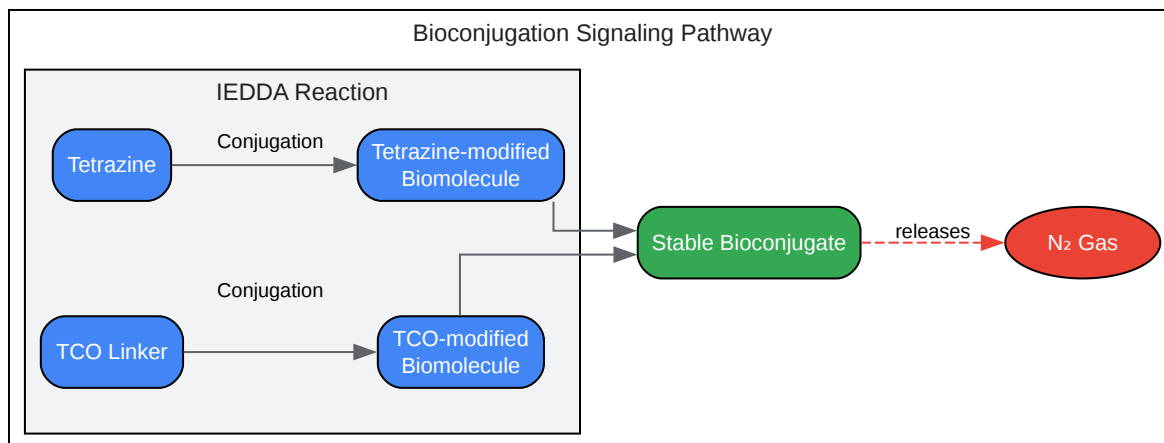 Bioconjugation Signaling Pathway
IEDDA Reaction
Tetrazine
Conjugation
Tetrazine-modified
Biomolecule
Stable Bioconjugate
releases
N₂ Gas
Conjugation
TCO Linker
TCO-modified
Biomolecule